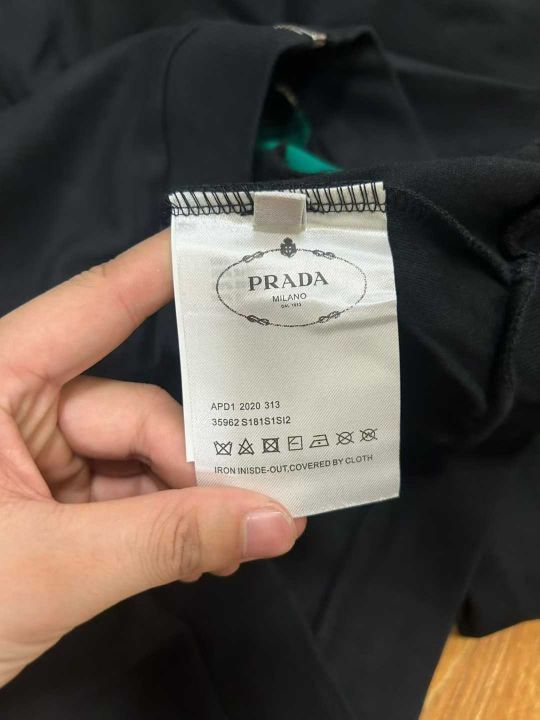 PRADA
MILANO
DAL 1913
APD1 2020 313
35962 S181S1SI2
IRON INISDE-OUT,COVERED BY CLOTH